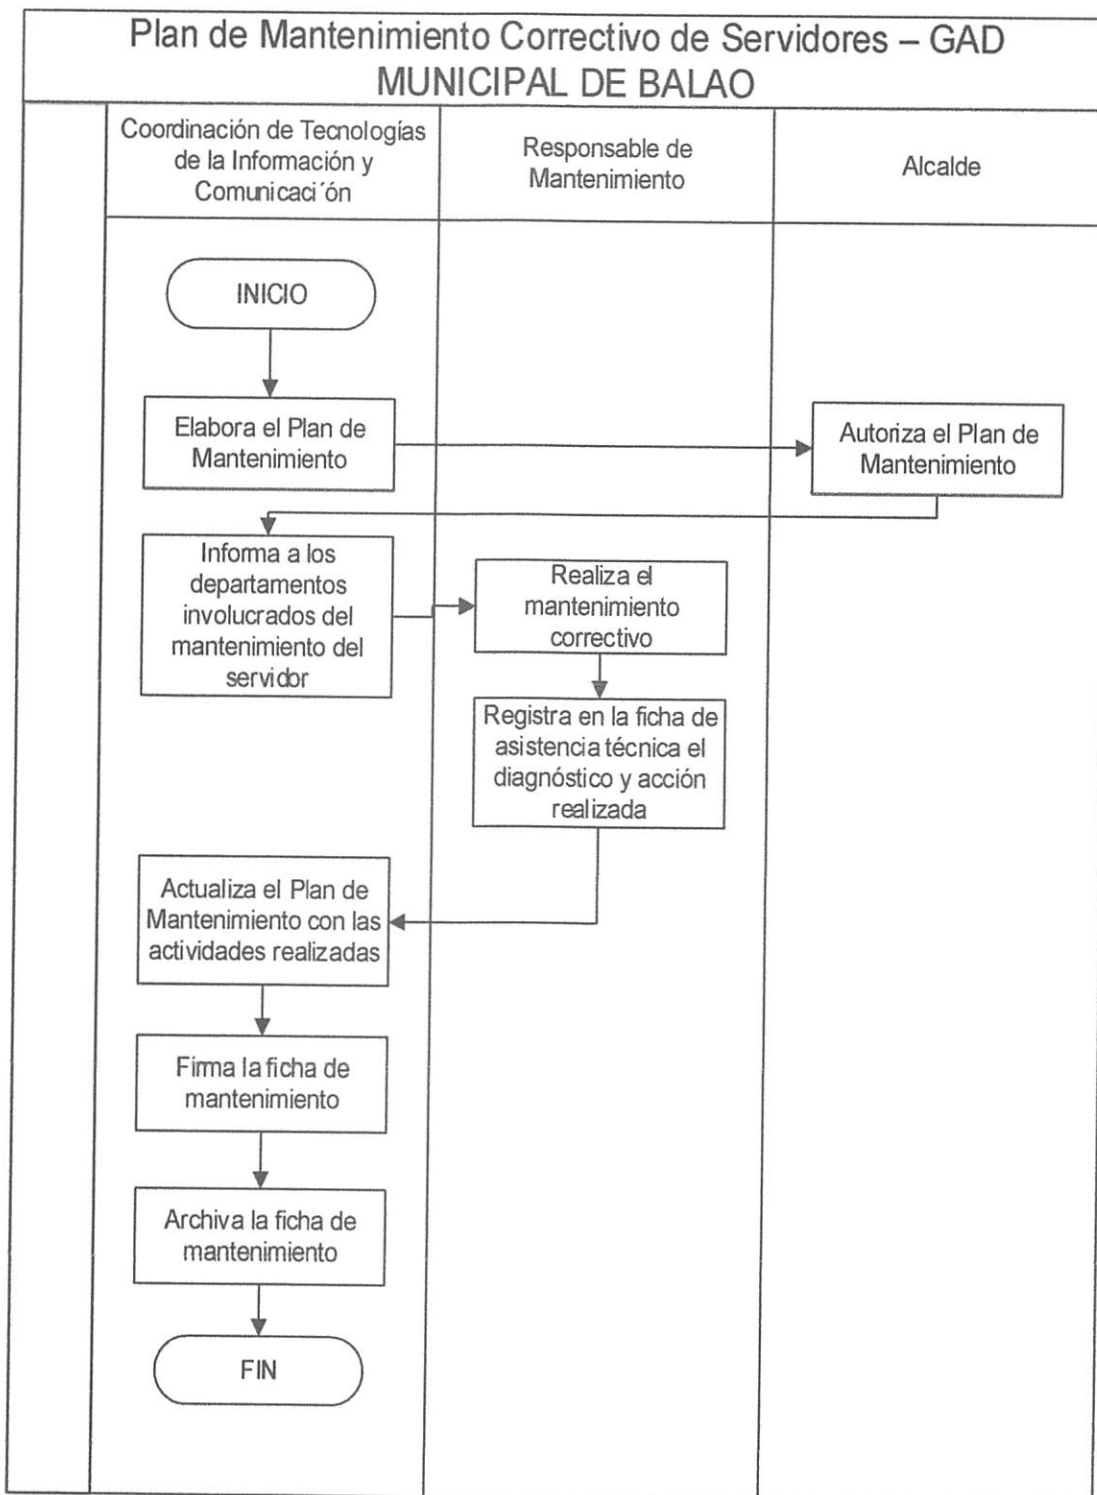 Plan de Mantenimiento Correctivo de Servidores – GAD
MUNICIPAL DE BALAO
Coordinación de Tecnologías
de la Información y
Comunicaci´ón
Responsable de
Mantenimiento
Alcalde
INICIO
Elabora el Plan de
Mantenimiento
Autoriza el Plan de
Mantenimiento
Informa a los
departamentos
involucrados del
mantenimiento del
servidor
Realiza el
mantenimiento
correctivo
Registra en la ficha de
asistencia técnica el
diagnóstico y acción
realizada
Actualiza el Plan de
Mantenimiento con las
actividades realizadas
Firma la ficha de
mantenimiento
Archiva la ficha de
mantenimiento
FIN